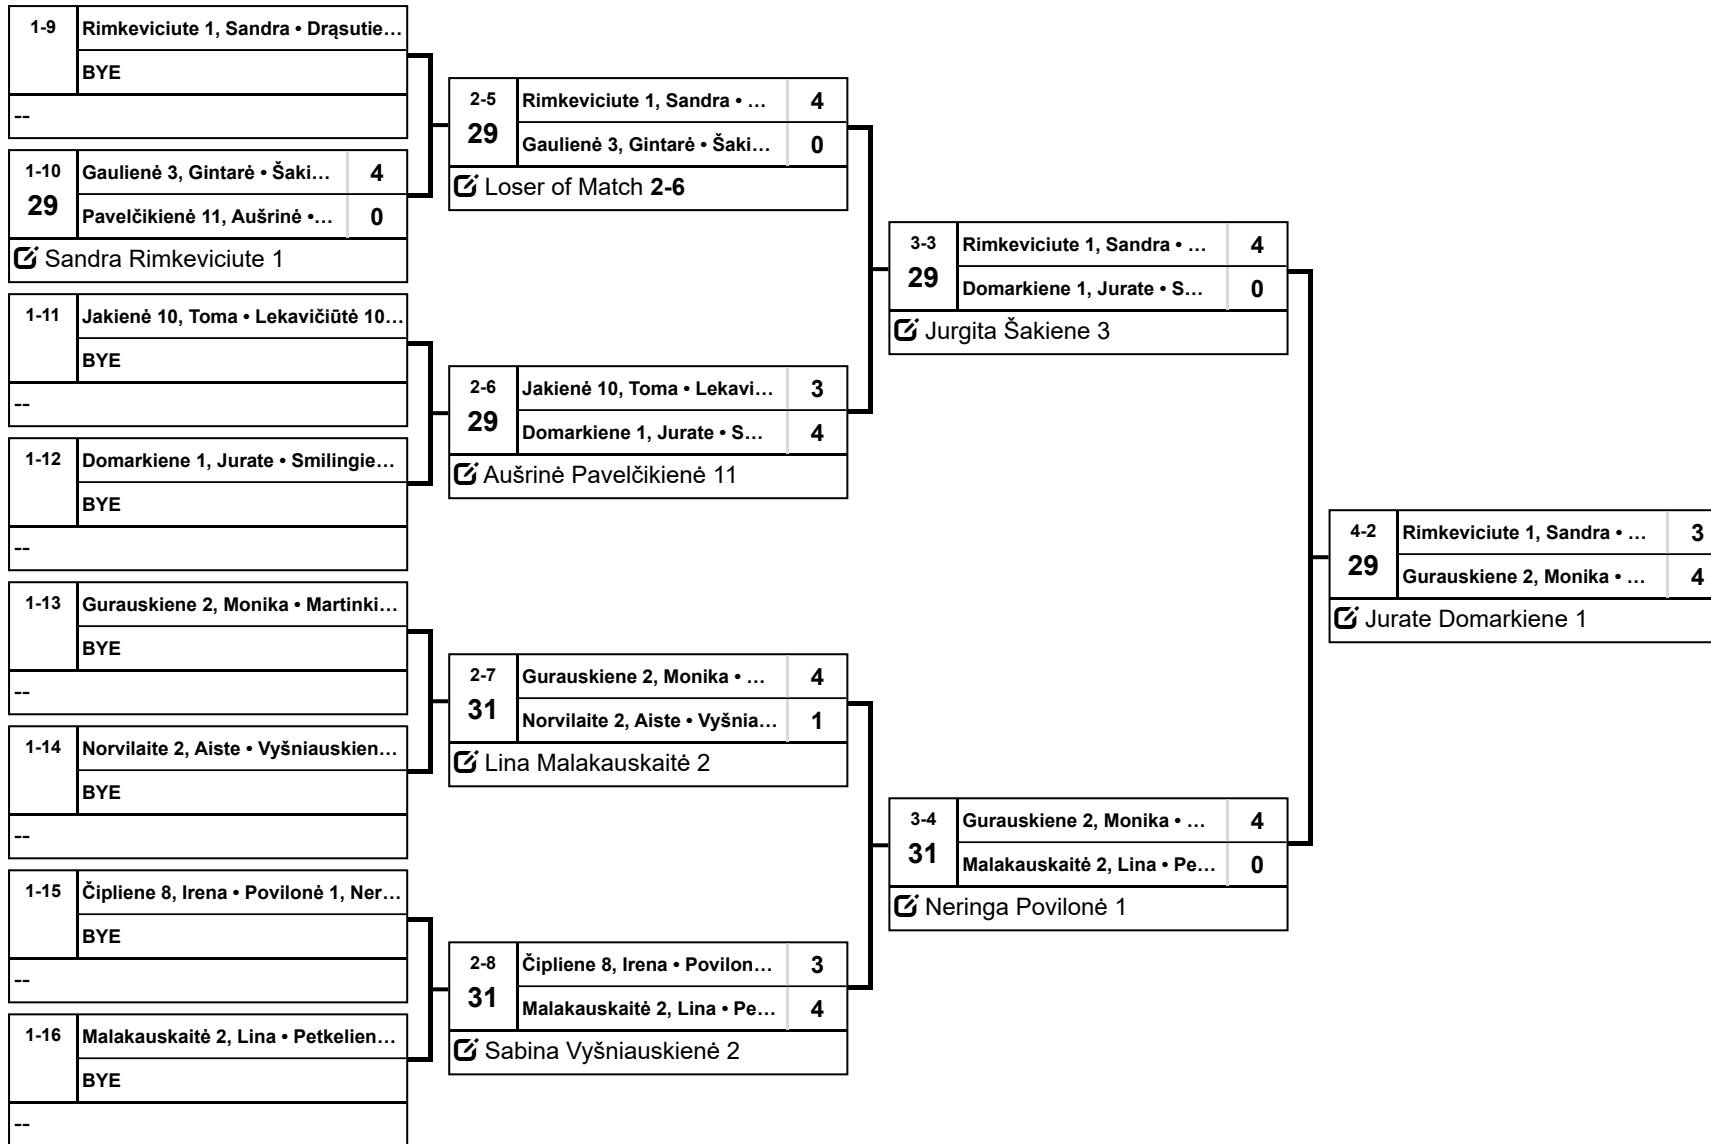 1-9
Rimkeviciute 1, Sandra • Drąsutie...
BYE
--
1-10
29
Gaulienė 3, Gintarė • Šaki... 4
Pavelčikienė 11, Aušrinė •... 0
Sandra Rimkeviciute 1
1-11
Jakienė 10, Toma • Lekavičiūtė 10...
BYE
--
1-12
Domarkiene 1, Jurate • Smilingie...
BYE
--
1-13
Gurauskiene 2, Monika • Martinki...
BYE
--
1-14
Norvilaite 2, Aiste • Vyšniauskien...
BYE
--
1-15
Čipliene 8, Irena • Povilonė 1, Ner...
BYE
--
1-16
Malakauskaitė 2, Lina • Petkelien...
BYE
--
2-5
29
Rimkeviciute 1, Sandra • ... 4
Gaulienė 3, Gintarė • Šaki... 0
Loser of Match 2-6
2-6
29
Jakienė 10, Toma • Lekavi... 3
Domarkiene 1, Jurate • S... 4
Aušrinė Pavelčikienė 11
2-7
31
Gurauskiene 2, Monika • ... 4
Norvilaite 2, Aiste • Vyšnia... 1
Lina Malakauskaitė 2
2-8
31
Čipliene 8, Irena • Povilon... 3
Malakauskaitė 2, Lina • Pe... 4
Sabina Vyšniauskienė 2
3-3
29
Rimkeviciute 1, Sandra • ... 4
Domarkiene 1, Jurate • S... 0
Jurgita Šakiene 3
3-4
31
Gurauskiene 2, Monika • ... 4
Malakauskaitė 2, Lina • Pe... 0
Neringa Povilonė 1
4-2
29
Rimkeviciute 1, Sandra • ... 3
Gurauskiene 2, Monika • ... 4
Jurate Domarkiene 1